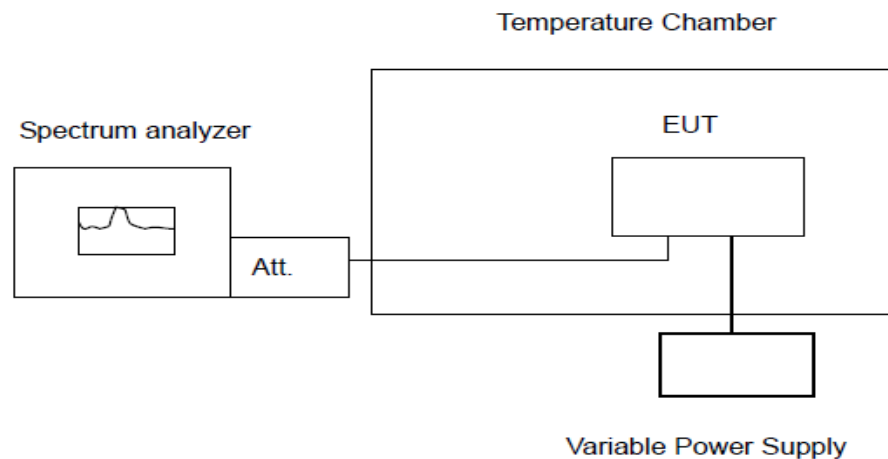 Temperature Chamber
Spectrum analyzer
EUT
Att.
Variable Power Supply